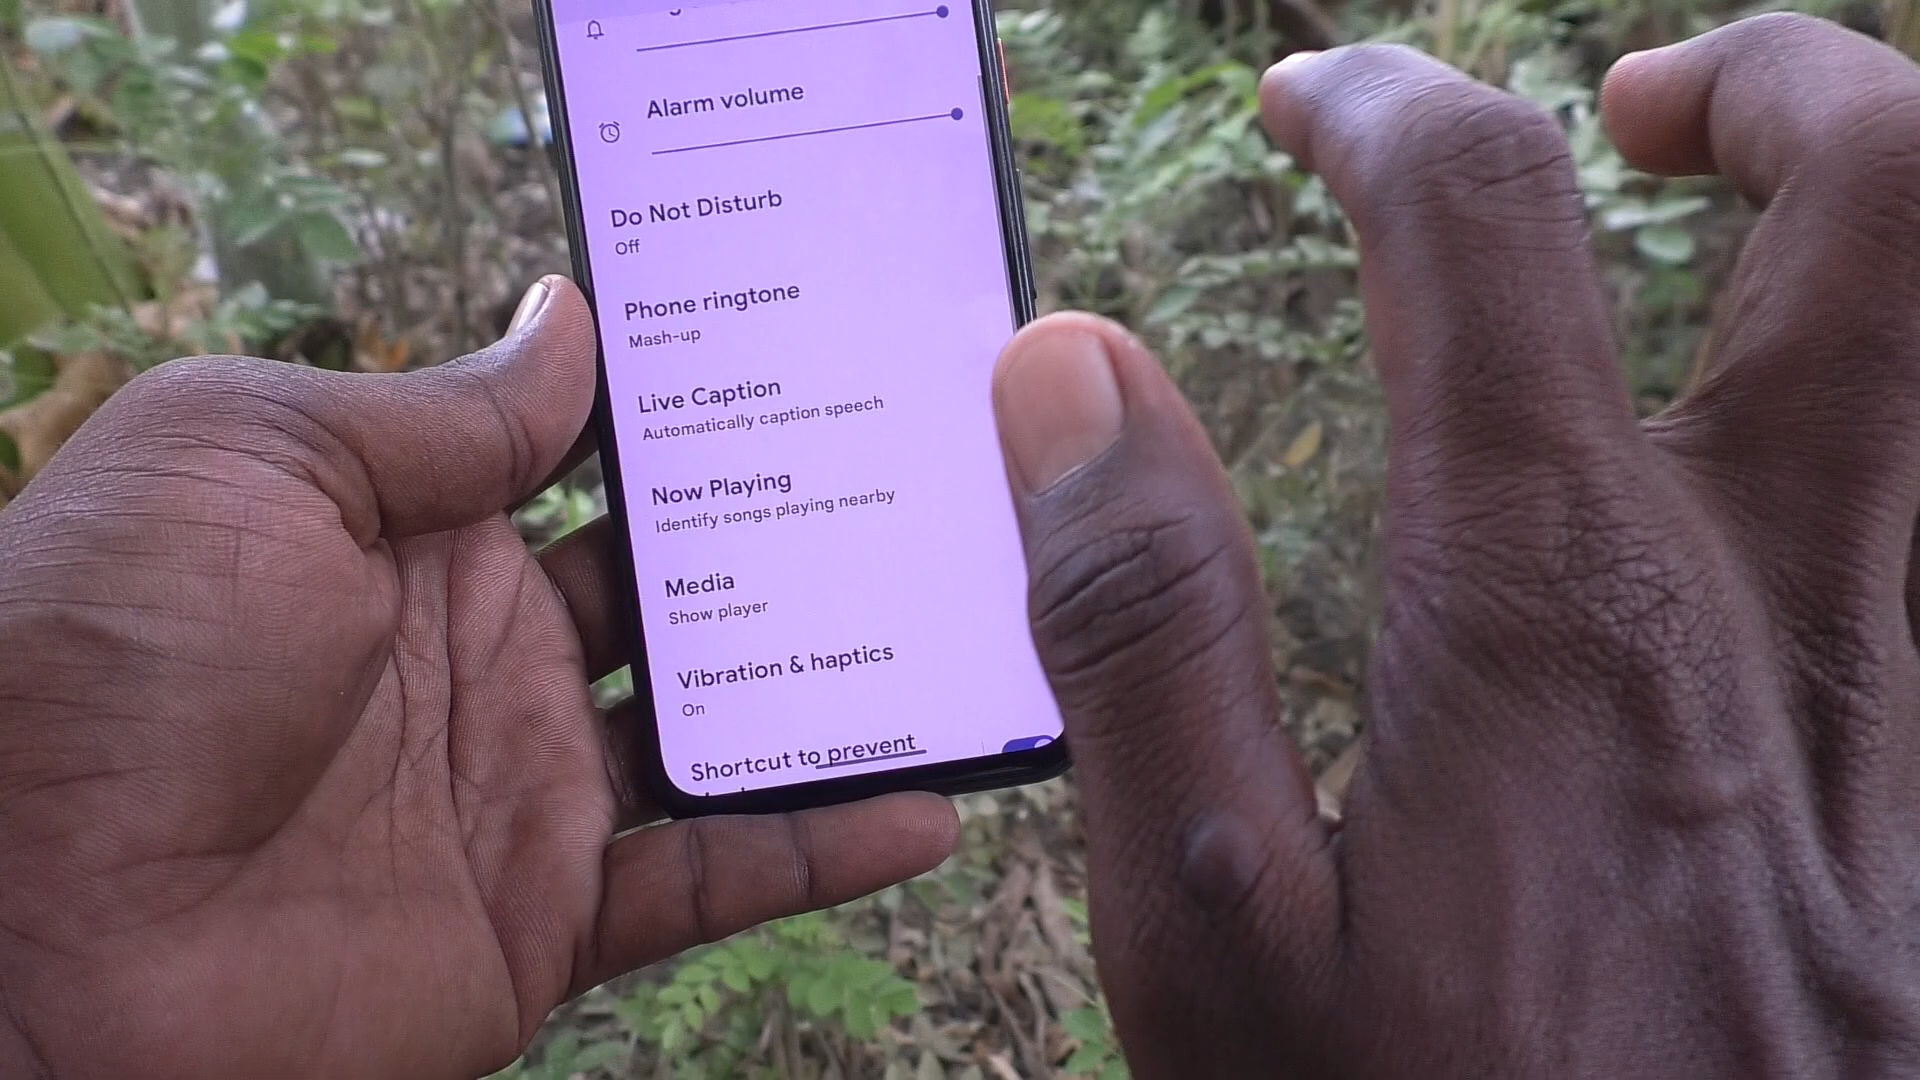 Alarm volume
Do Not Disturb
Off
Phone ringtone
Mash-up
Live Caption
Automatically caption speech
Now Playing
Identify songs playing nearby
Media
Show player
Vibration & haptics
On
Shortcut to prevent